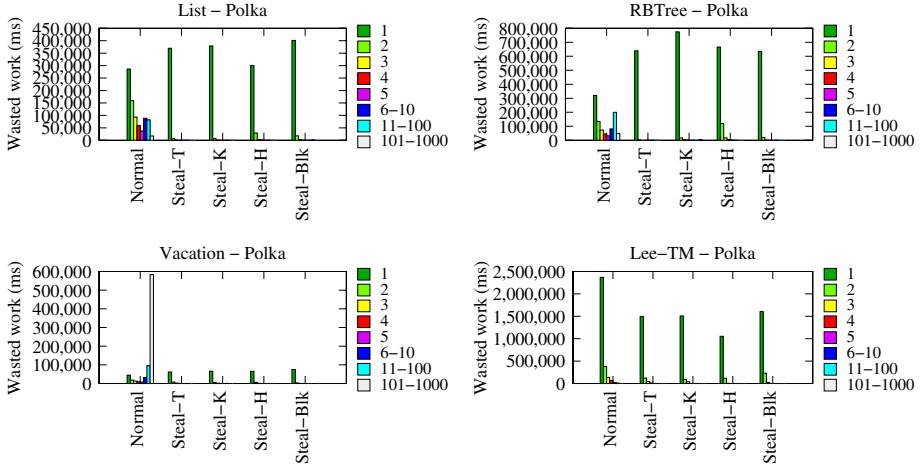 List − Polka
Wasted work (ms)
450,000
400,000
350,000
300,000
250,000
200,000
150,000
100,000
50,000
0
Normal
Steal−T
Steal−K
Steal−H
Steal−Blk
1
2
3
4
5
6−10
11−100
101−1000
RBTree − Polka
Wasted work (ms)
800,000
700,000
600,000
500,000
400,000
300,000
200,000
100,000
0
Normal
Steal−T
Steal−K
Steal−H
Steal−Blk
1
2
3
4
5
6−10
11−100
101−1000
Vacation − Polka
Wasted work (ms)
600,000
500,000
400,000
300,000
200,000
100,000
0
Normal
Steal−T
Steal−K
Steal−H
Steal−Blk
1
2
3
4
5
6−10
11−100
101−1000
Lee−TM − Polka
Wasted work (ms)
2,500,000
2,000,000
1,500,000
1,000,000
500,000
0
Normal
Steal−T
Steal−K
Steal−H
Steal−Blk
1
2
3
4
5
6−10
11−100
101−1000